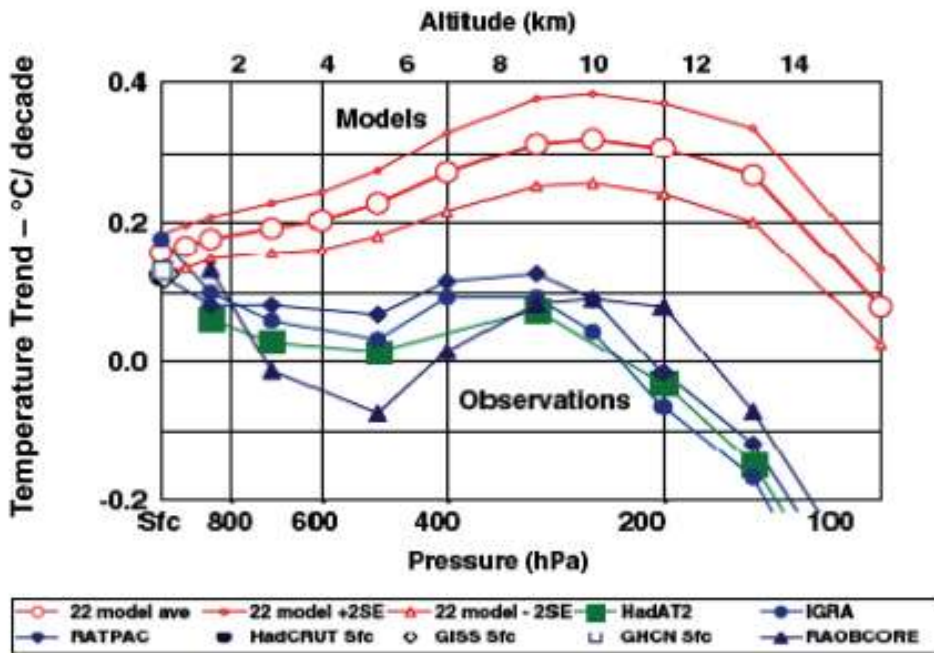 Altitude (km)
2 4 6 8 10 12 14
0.4
Models
0.2
0.0
Observations
-0.2
Temperature Trend – °C/ decade
Sfc 800 600 400 200 100
Pressure (hPa)
22 model ave 22 model +2SE 22 model - 2SE HadAT2 IGRA
RATPAC HadCRUT Sfc GISS Sfc GHCN Sfc RAOBCORE